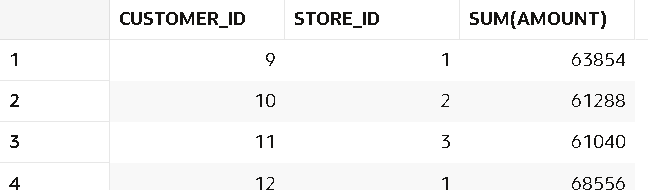 CUSTOMER_ID STORE_ID SUM(AMOUNT)
1 9 1 63854
2 10 2 61288
3 11 3 61040
4 12 1 68556